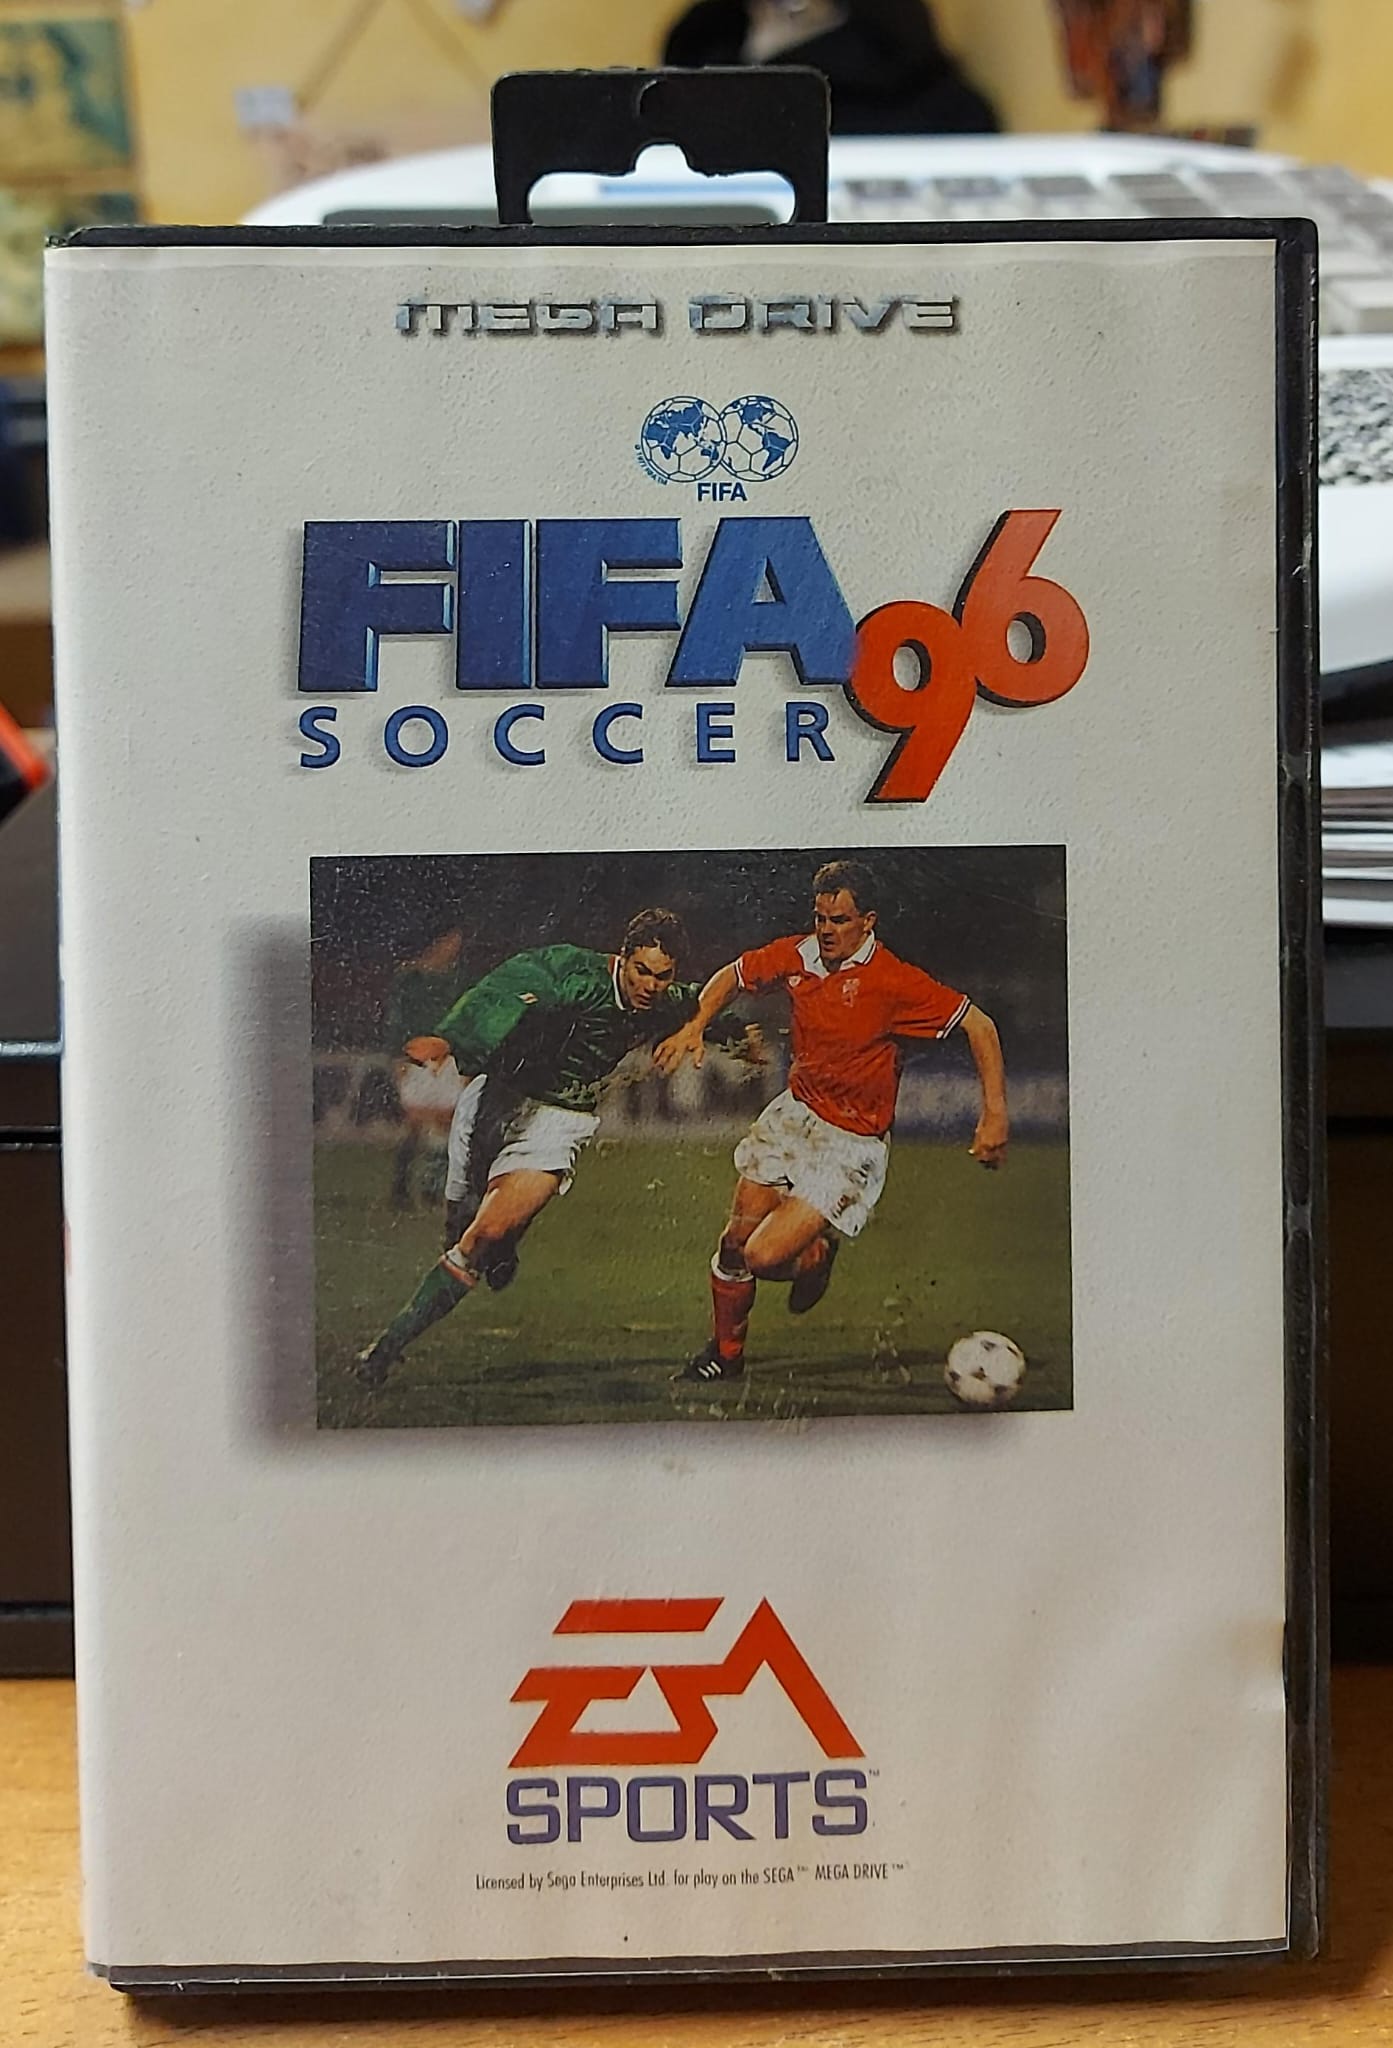 MEGA DRIVE
FIFA
FIFA 96
SOCCER
EA
SPORTS™
Licensed by Sega Enterprises Ltd. for play on the SEGA™ MEGA DRIVE™